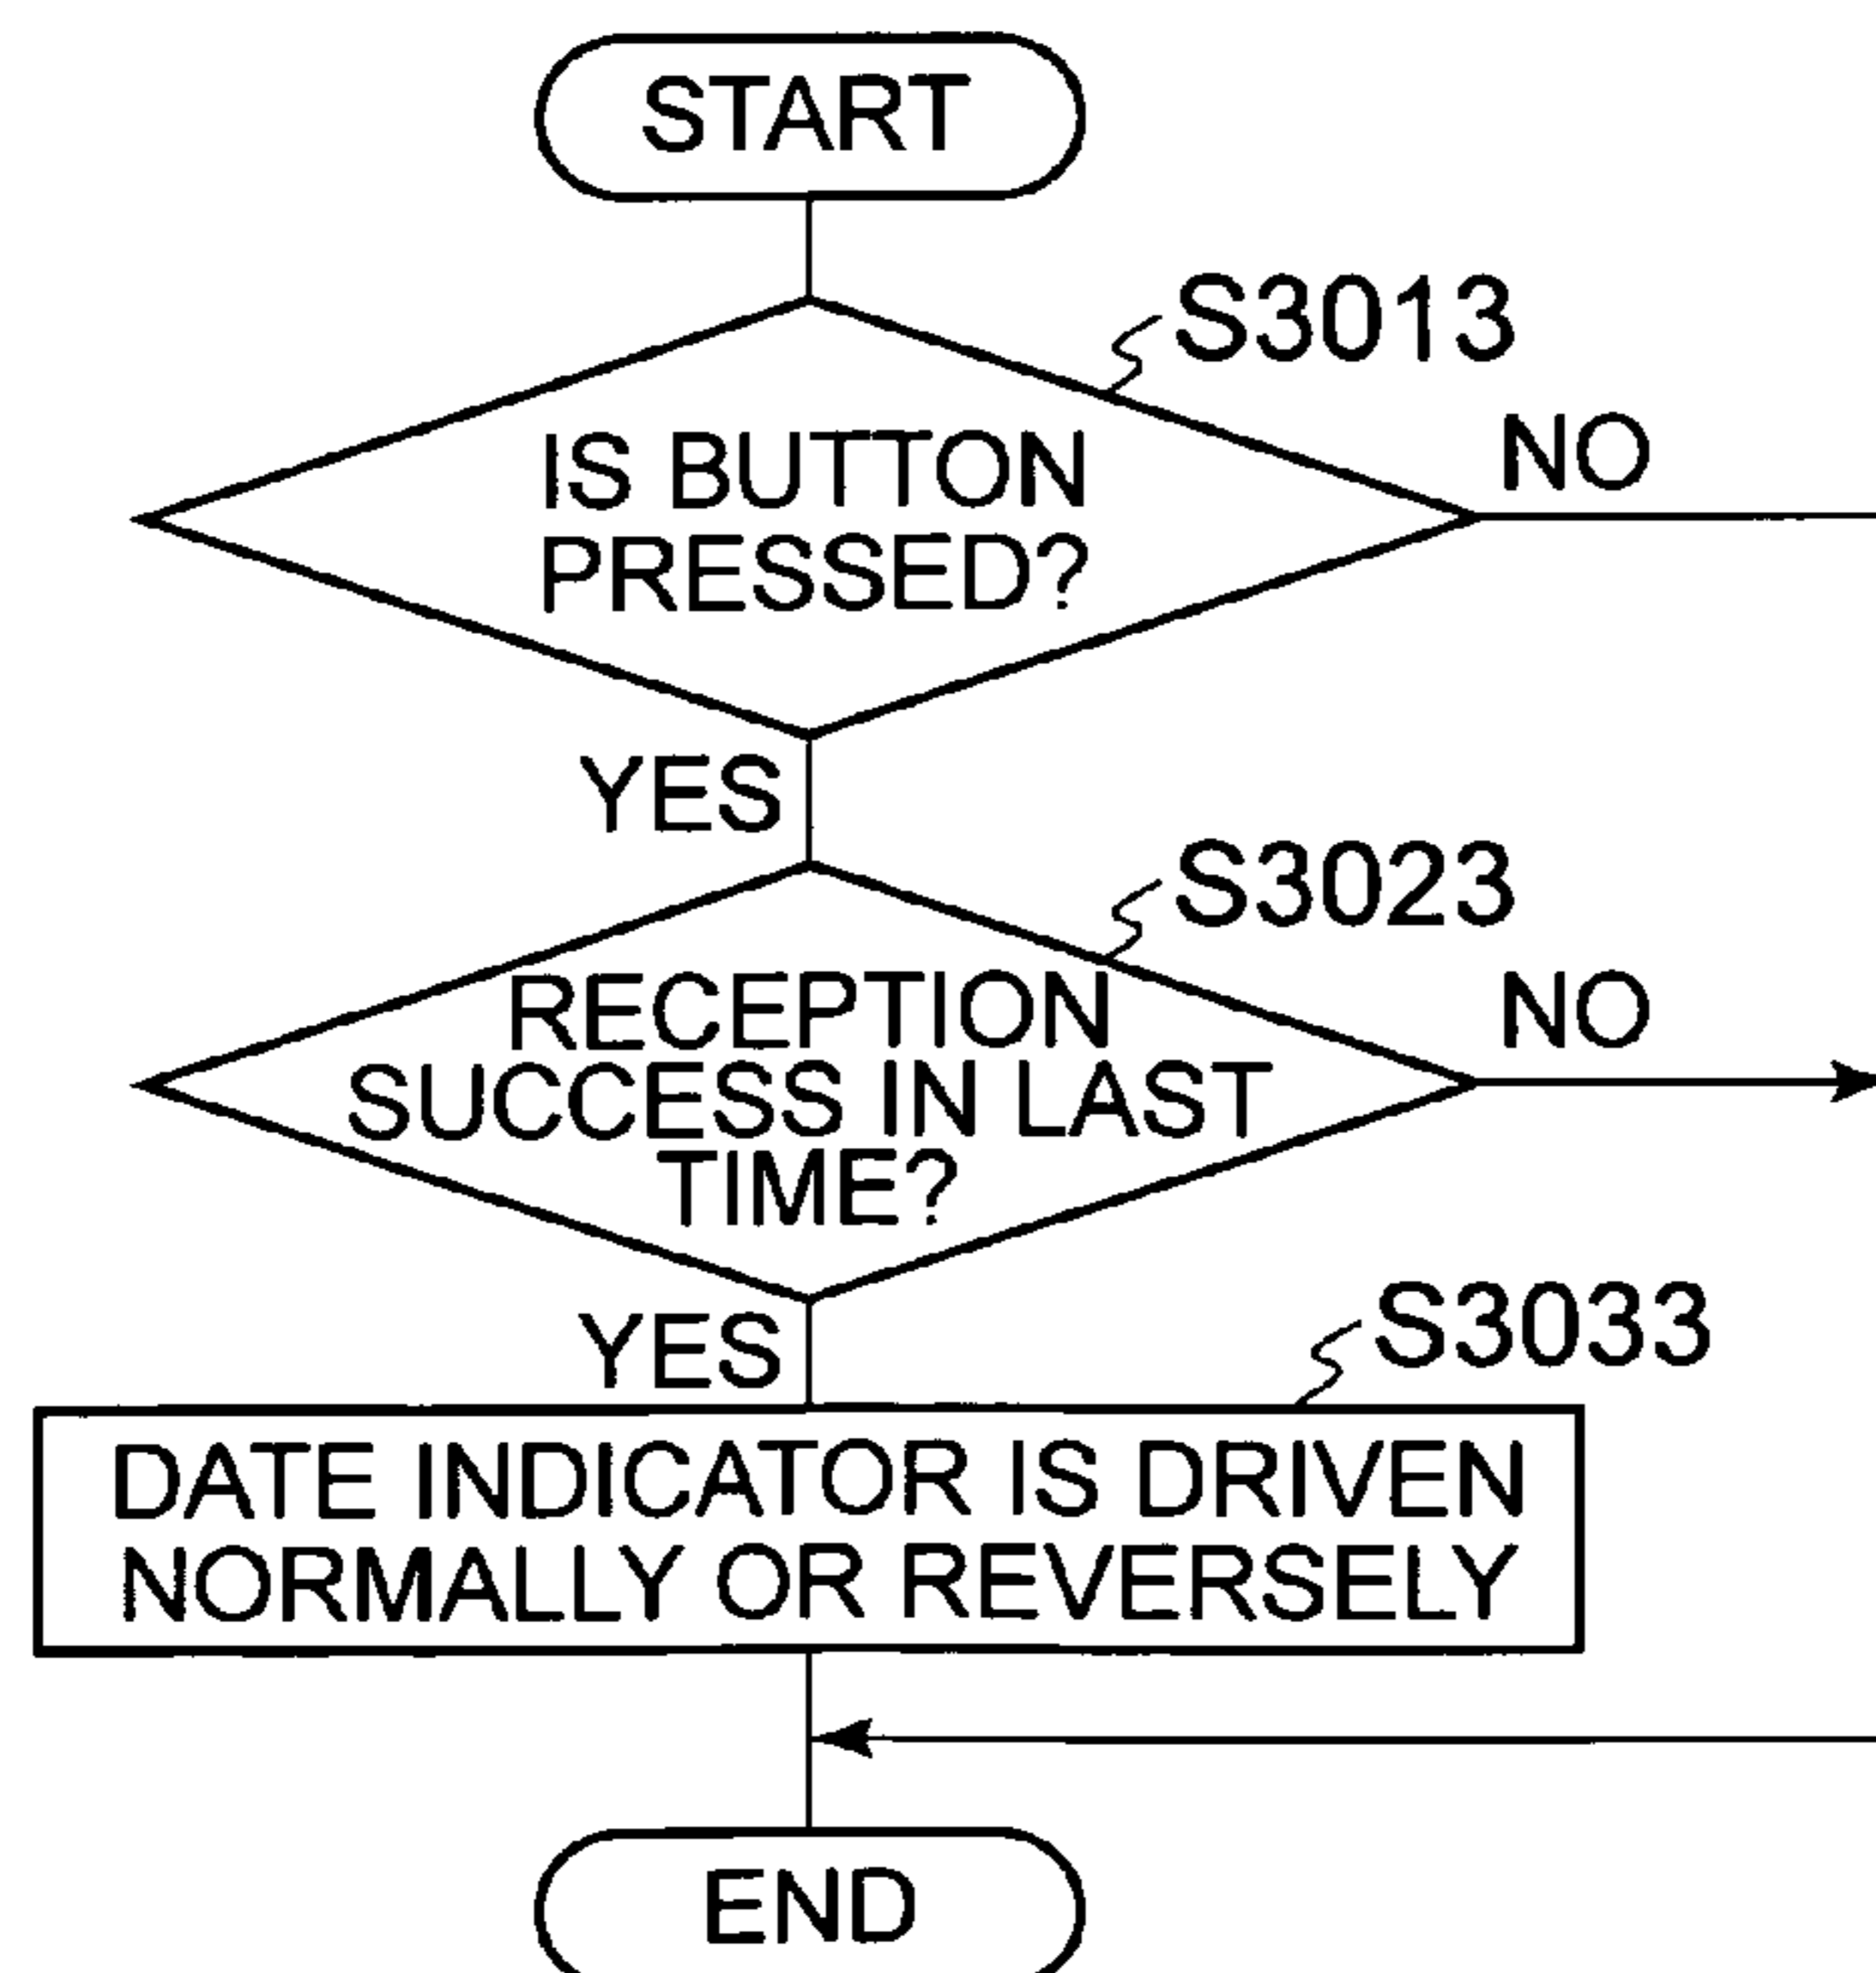 START
S3013
NO
IS BUTTON
PRESSED?
YES
S3023
NO
RECEPTION
SUCCESS IN LAST
TIME?
YES
S3033
DATE INDICATOR IS DRIVEN
NORMALLY OR REVERSELY
END